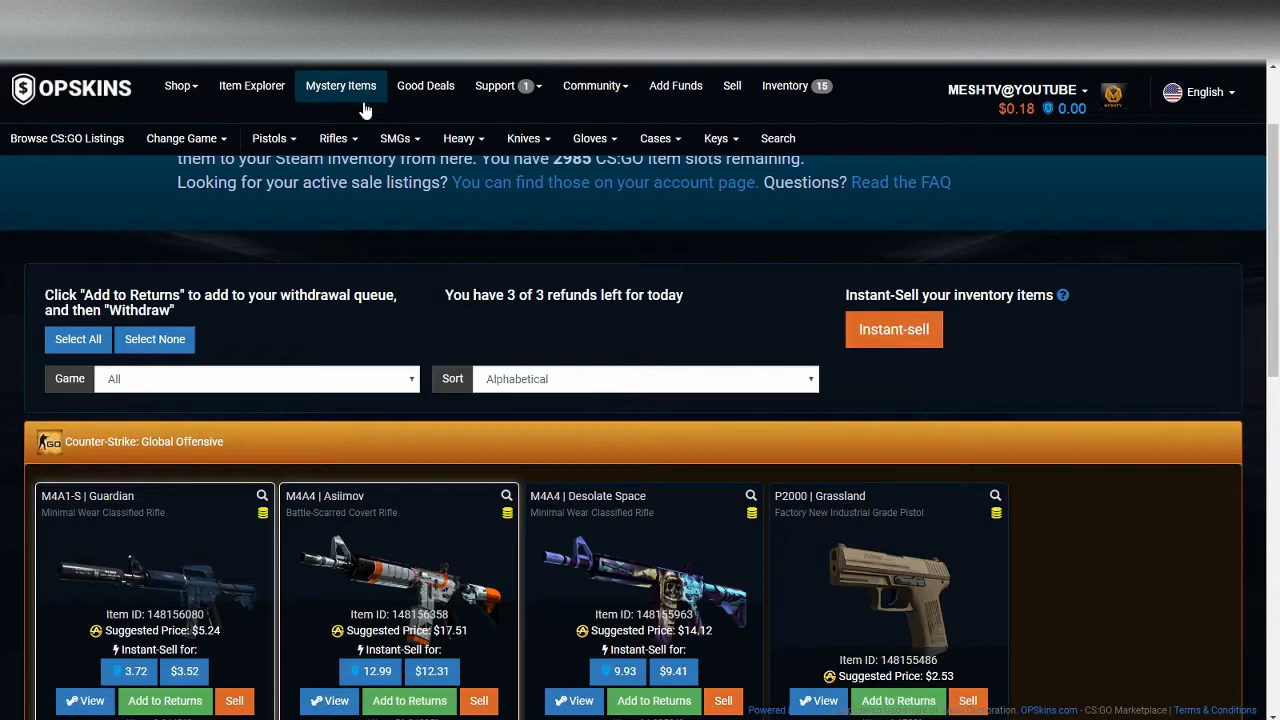 OPSKINS
Shop
Item Explorer
Mystery Items
Good Deals
Support 1
Community
Add Funds
Sell
Inventory 15
MESHTV@YOUTUBE
$0.18 0.00
English
Browse CS:GO Listings
Change Game
Pistols
Rifles
SMGs
Heavy
Knives
Gloves
Cases
Keys
Search
them to your Steam inventory from here. You have 2985 CS:GO item slots remaining.
Looking for your active sale listings? You can find those on your account page. Questions? Read the FAQ
Click "Add to Returns" to add to your withdrawal queue,
and then "Withdraw"
Select All
Select None
You have 3 of 3 refunds left for today
Instant-Sell your inventory items
Instant-sell
Game
All
Sort
Alphabetical
Counter-Strike: Global Offensive
M4A1-S | Guardian
Minimal Wear Classified Rifle
Item ID: 148156080
Suggested Price: $5.24
Instant-Sell for:
3.72
$3.52
View
Add to Returns
Sell
M4A4 | Asiimov
Battle-Scarred Covert Rifle
Item ID: 148156358
Suggested Price: $17.51
Instant-Sell for:
12.99
$12.31
View
Add to Returns
Sell
M4A4 | Desolate Space
Minimal Wear Classified Rifle
Item ID: 148155963
Suggested Price: $14.12
Instant-Sell for:
9.93
$9.41
View
Add to Returns
Sell
P2000 | Grassland
Factory New Industrial Grade Pistol
Item ID: 148155486
Suggested Price: $2.53
View
Add to Returns
Sell
OPSkins.com - CS:GO Marketplace | Terms & Conditions